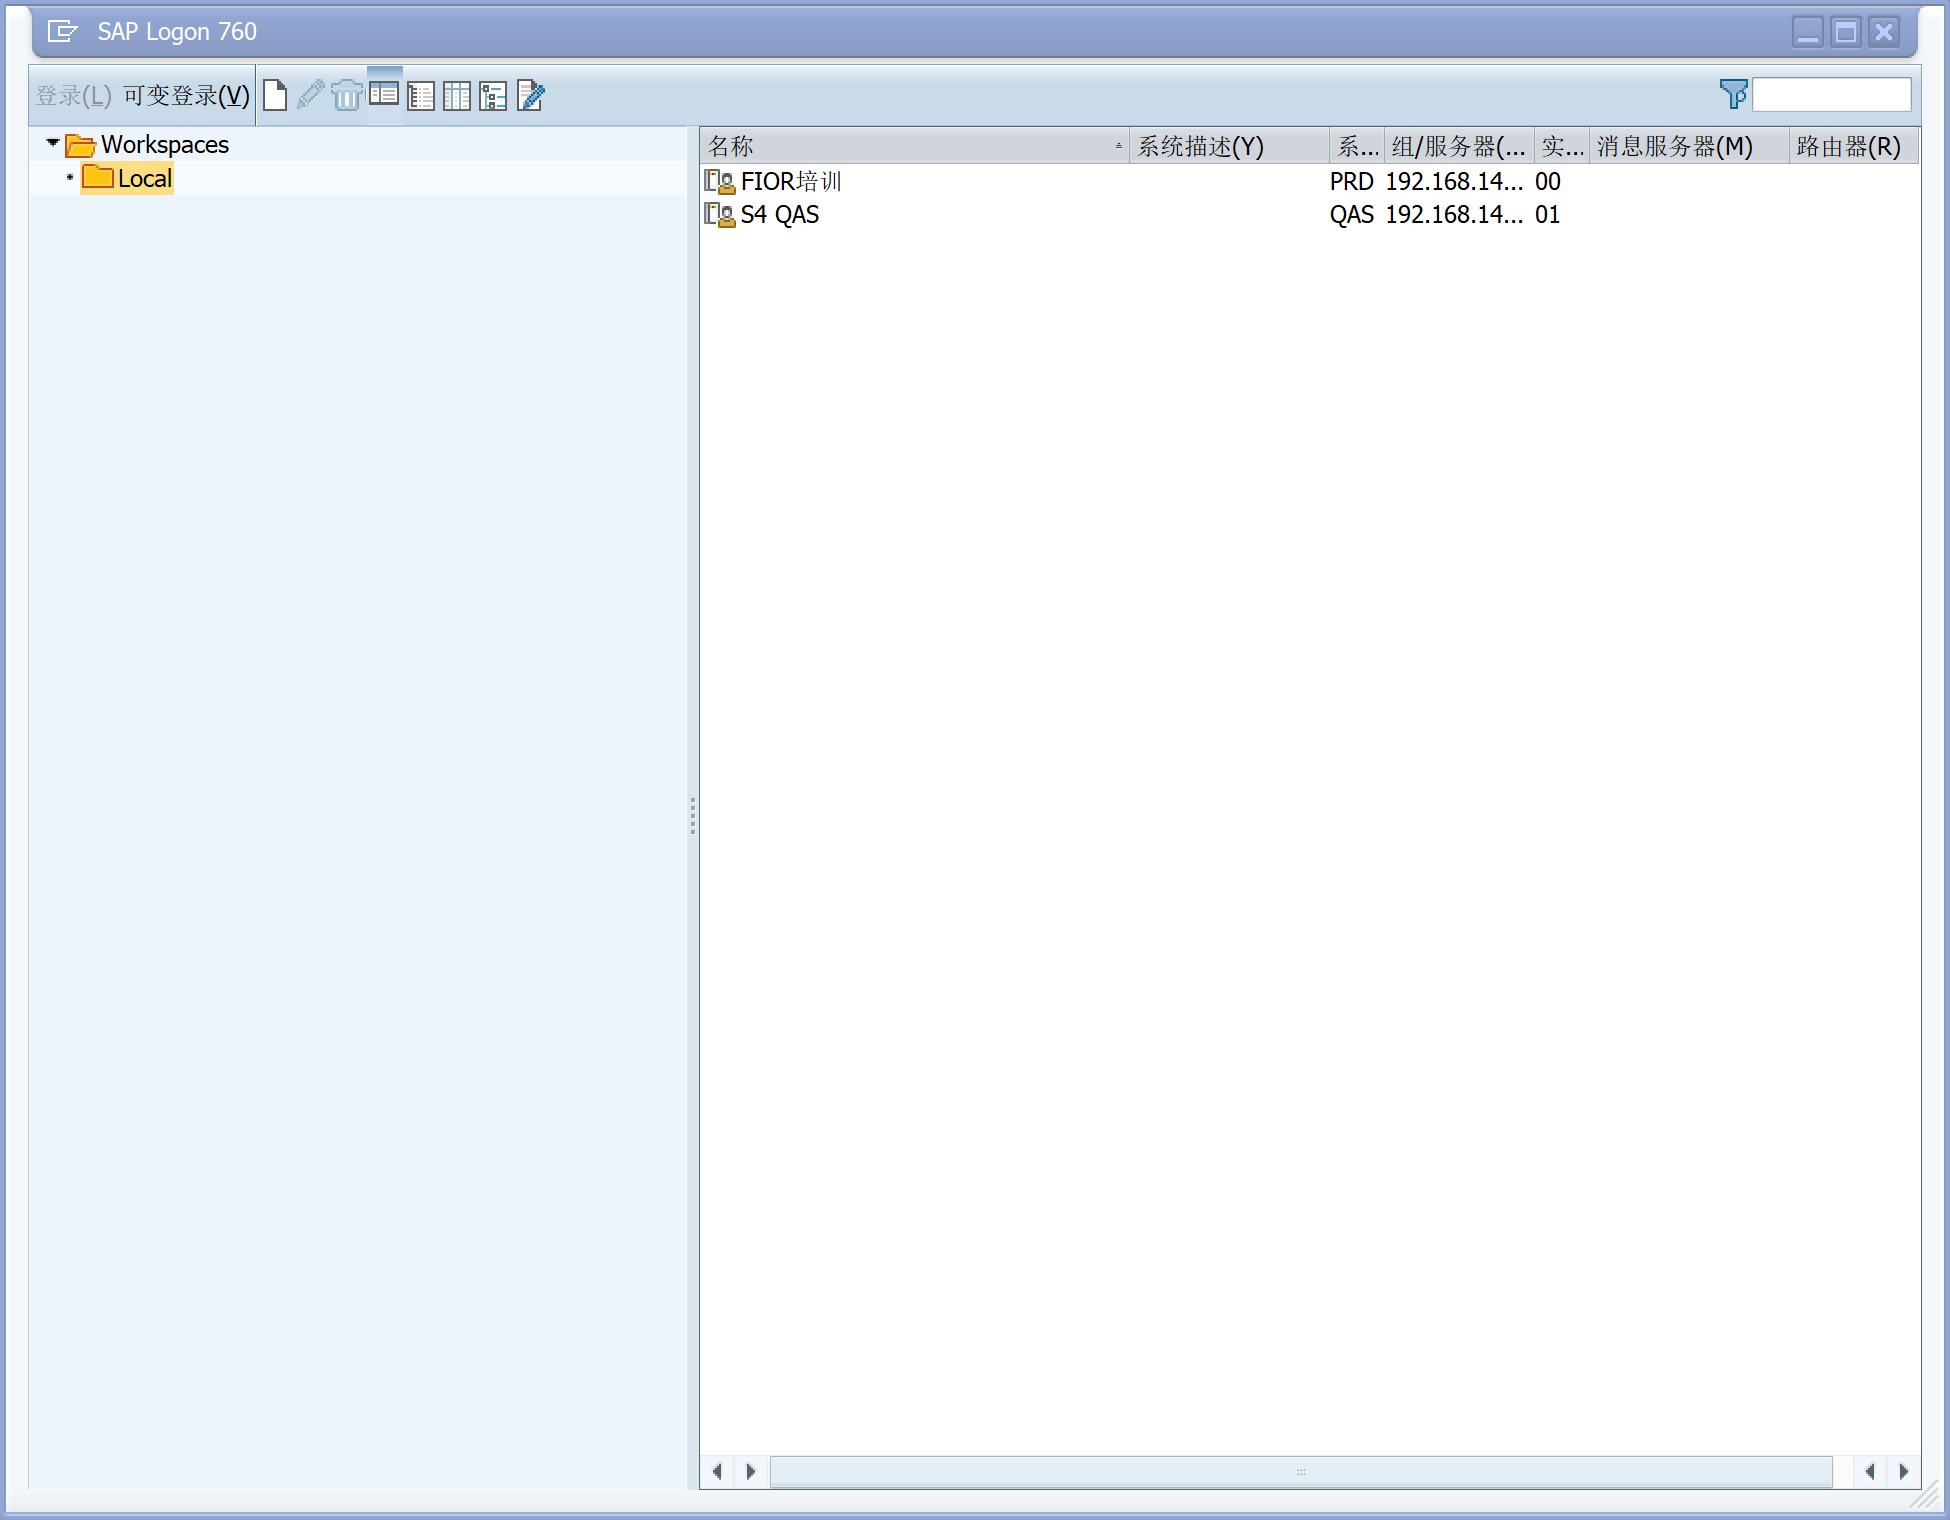 SAP Logon 760
登录(L) 可变登录(V)
Workspaces
Local
名称 系统描述(Y) 系... 组/服务器(... 实... 消息服务器(M) 路由器(R)
FIOR培训 PRD 192.168.14... 00
S4 QAS QAS 192.168.14... 01